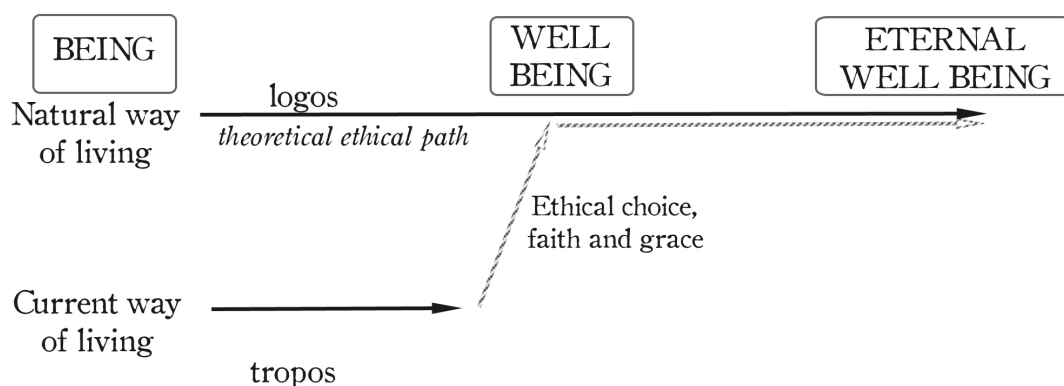 BEING
WELL
BEING
ETERNAL
WELL BEING
Natural way
of living
logos
theoretical ethical path
Ethical choice,
faith and grace
Current way
of living
tropos